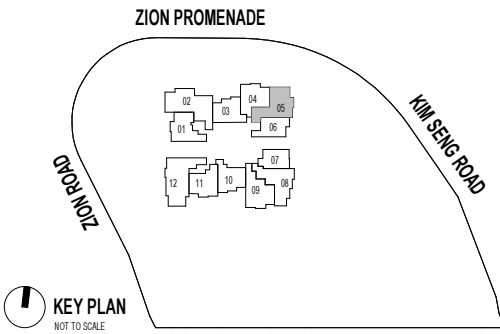 ZION PROMENADE
KIM SENG ROAD
ZION ROAD
02
04
03
05
01
06
07
12
11
10
09
08
KEY PLAN
NOT TO SCALE